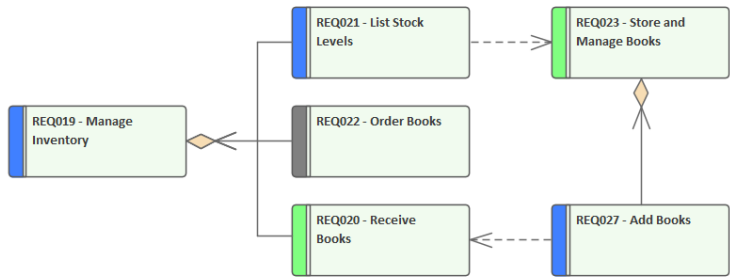 REQ021 - List Stock
Levels
REQ023 - Store and
Manage Books
REQ019 - Manage
Inventory
REQ022 - Order Books
REQ020 - Receive
Books
REQ027 - Add Books